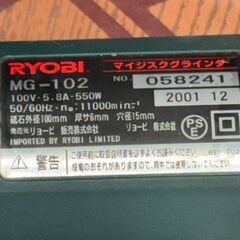 RYOBI マイジスクグラインダ
MG-102 NO. 058241
100V·5.8A·550W 2001 12
50/60Hz·n₀:11000min⁻¹
砥石外径100mm 厚サ6mm 穴径15mm
発売元 リョービ 販売株式会社 リョービ株式会社
IMPORTED BY RYOBI LIMITED
PSE
警告